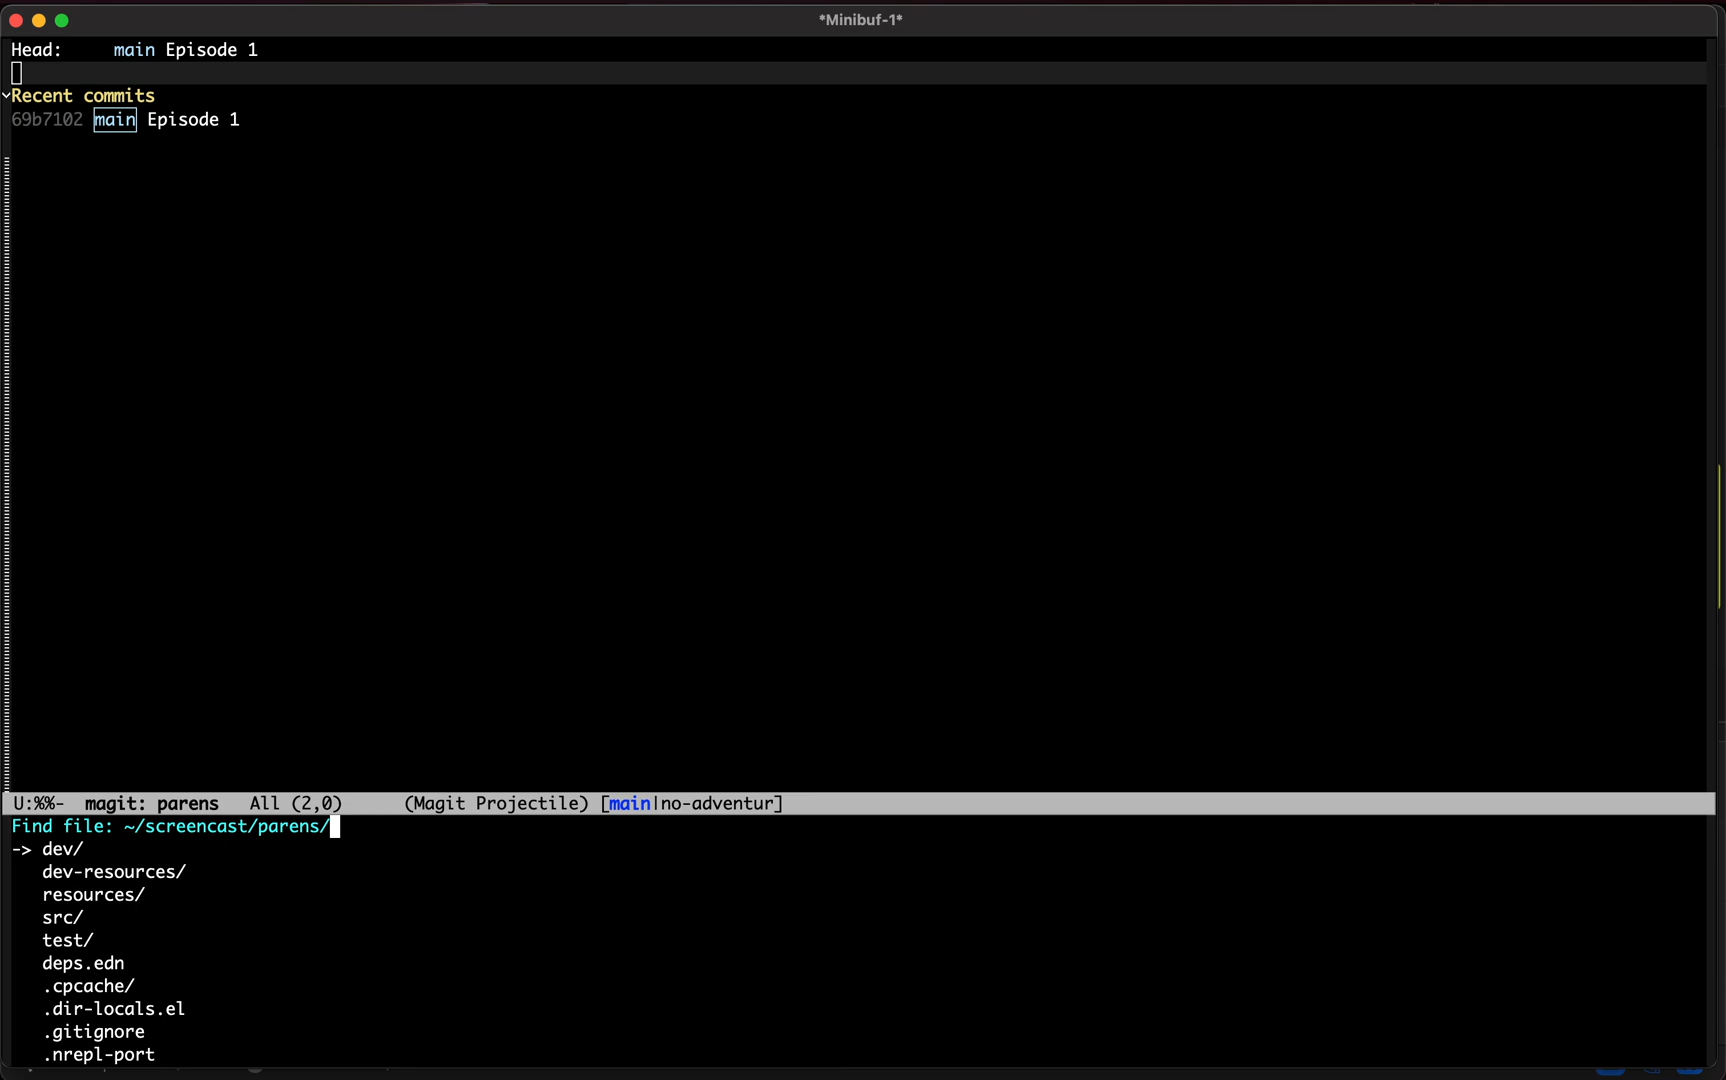 *Minibuf-1*
Head:     main Episode 1
Recent commits
69b7102 main Episode 1
U:%%-  magit: parens   All (2,0)      (Magit Projectile) [main|no-adventur]
Find file: ~/screencast/parens/
-> dev/
dev-resources/
resources/
src/
test/
deps.edn
.cpcache/
.dir-locals.el
.gitignore
.nrepl-port